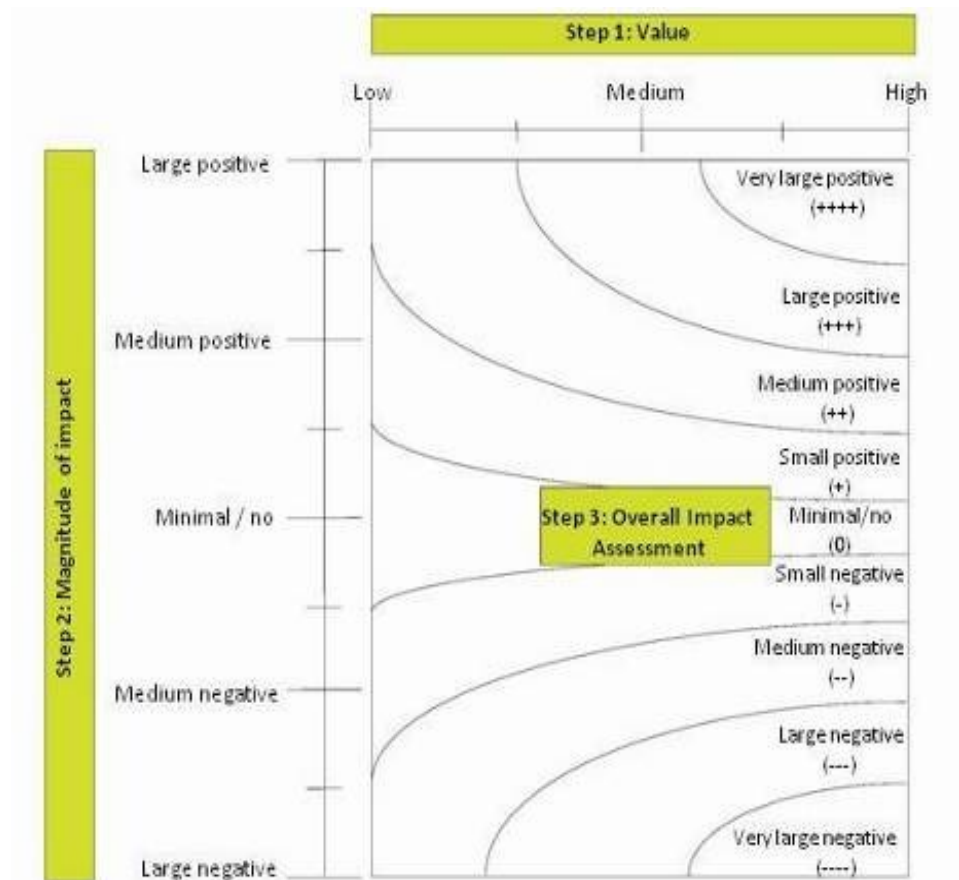 Step 1: Value
Low
Medium
High
Step 2: Magnitude of impact
Large positive
Medium positive
Minimal / no
Medium negative
Large negative
Very large positive
(++++)
Large positive
(+++)
Medium positive
(++)
Small positive
(+)
Step 3: Overall Impact
Assessment
Minimal/no
(0)
Small negative
(-)
Medium negative
(--)
Large negative
(---)
Very large negative
(----)